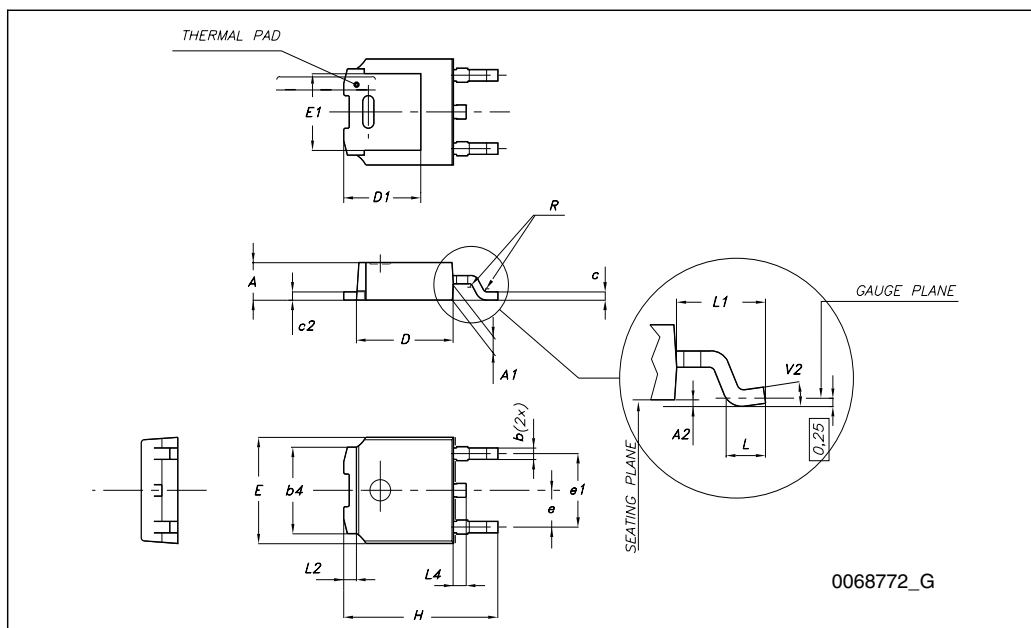 THERMAL PAD
E1
D1
R
A
c
c2
D
A1
L1
GAUGE PLANE
V2
A2
L
0,25
SEATING PLANE
b(2x)
E
b4
e1
e
L2
L4
H
0068772_G